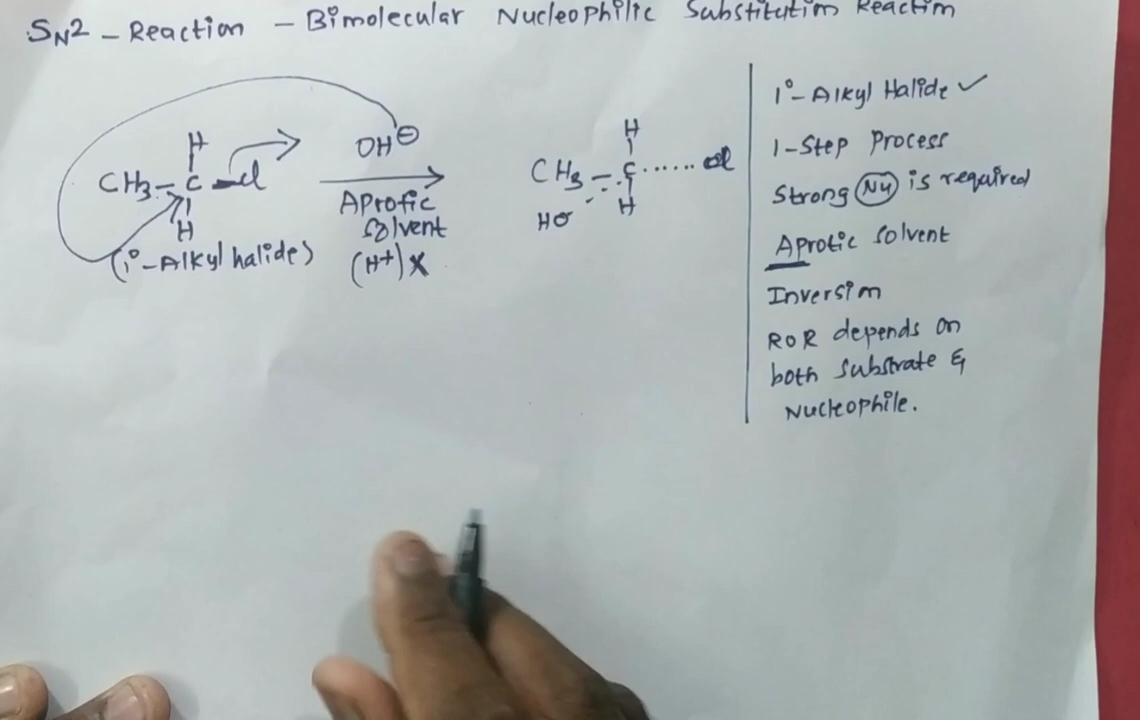 SN2 - Reaction - Bimolecular Nucleophilic Substitution Reaction
H
CH3-C-Cl
H
(1°-Alkyl halide)
OH⊖
Aprotic
solvent
(H+)x
H
CH3-C......Cl
HO
H
1°-Alkyl Halide ✓
1-Step Process
Strong Nu is required
Aprotic solvent
Inversion
ROR depends on
both substrate &
Nucleophile.